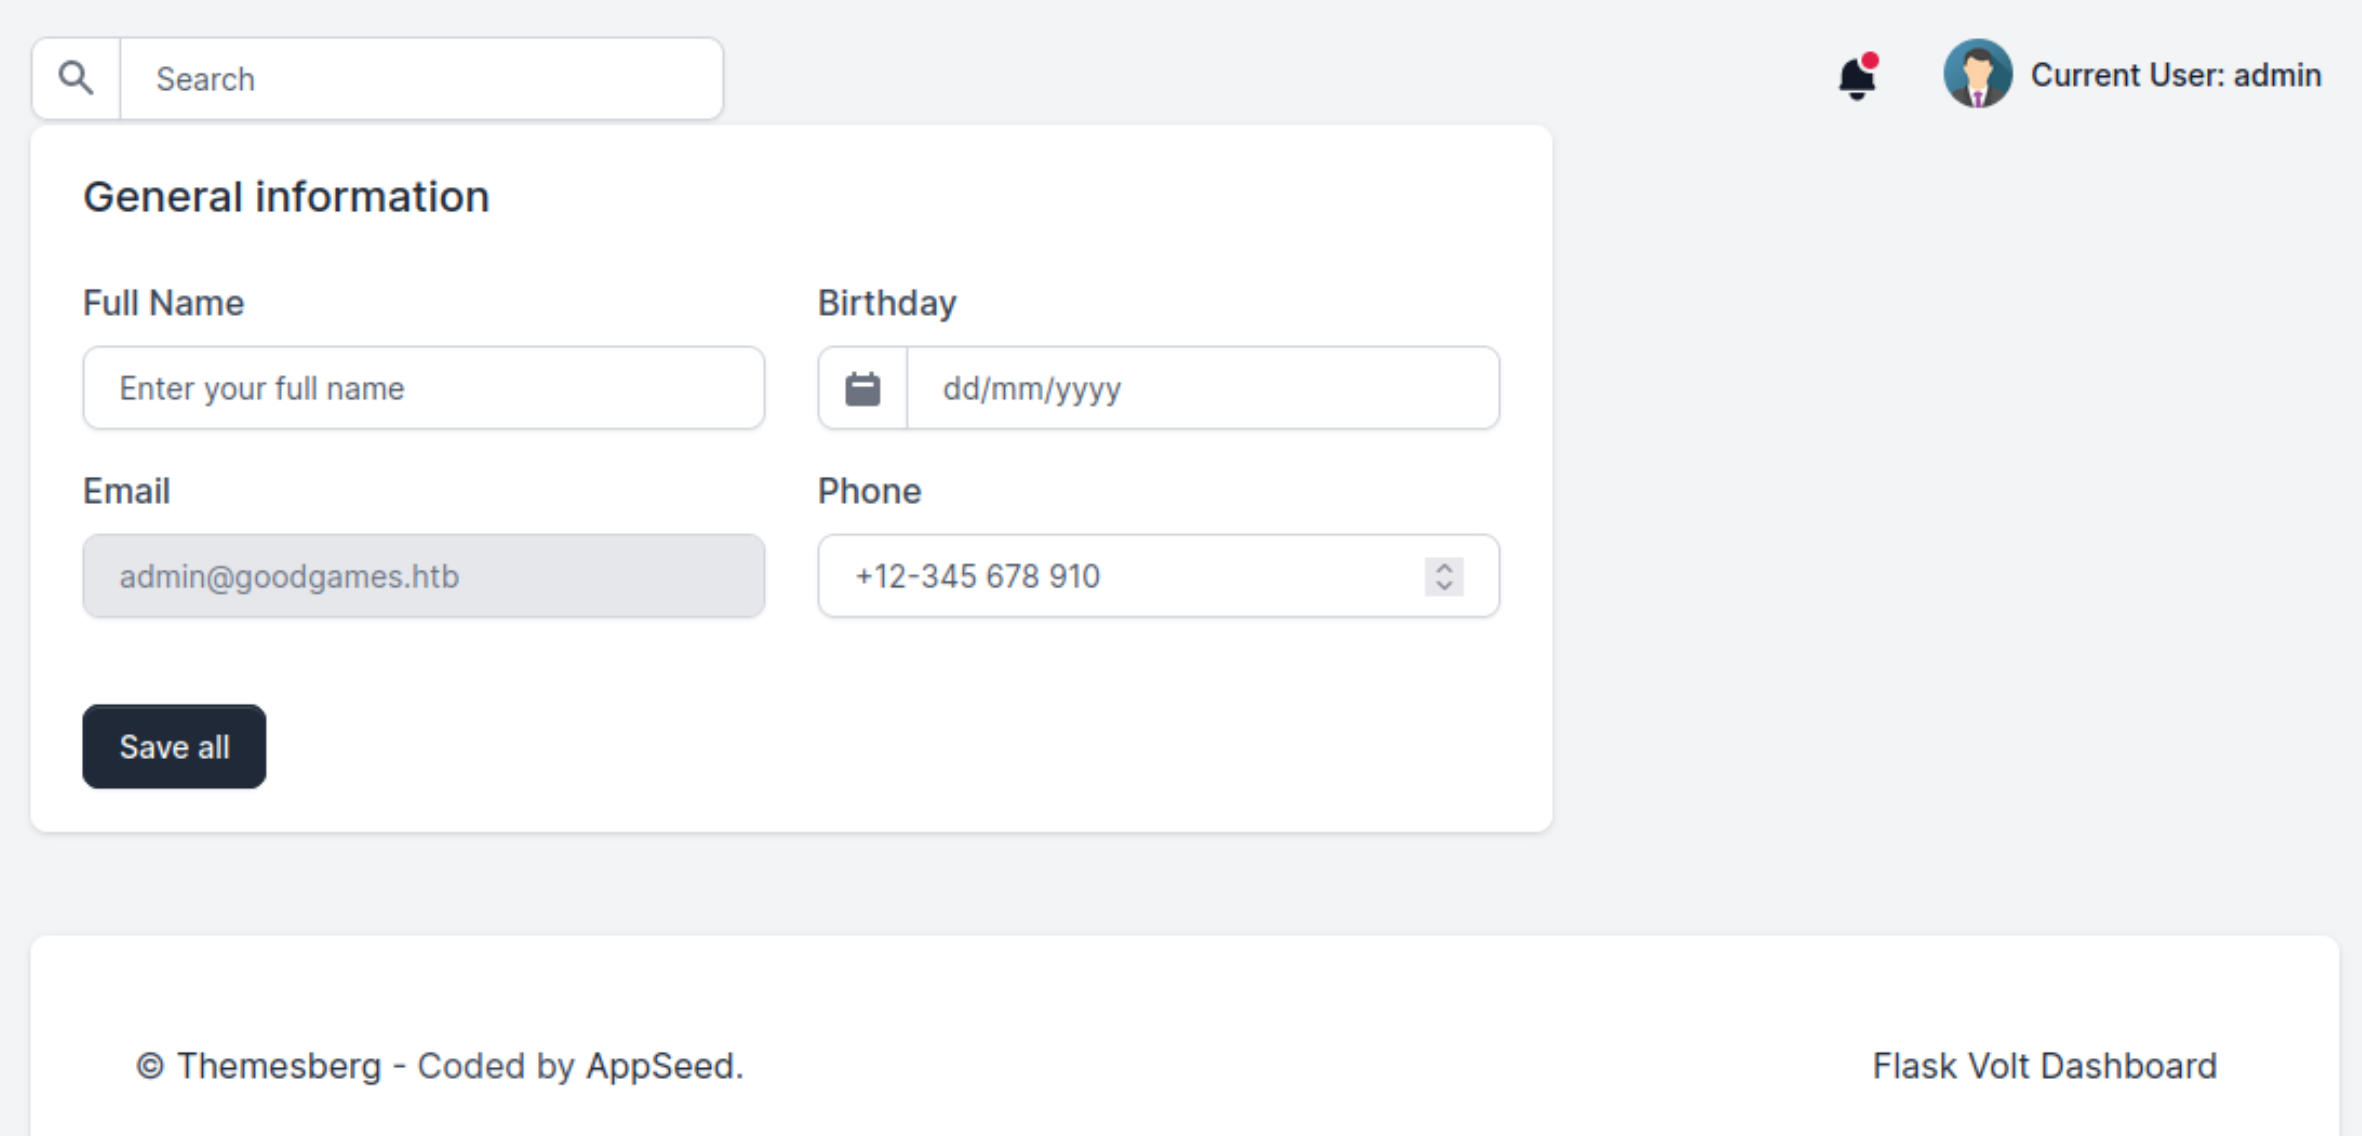 Search
Current User: admin
General information
Full Name
Birthday
Enter your full name
dd/mm/yyyy
Email
Phone
admin@goodgames.htb
+12-345 678 910
Save all
© Themesberg - Coded by AppSeed.
Flask Volt Dashboard